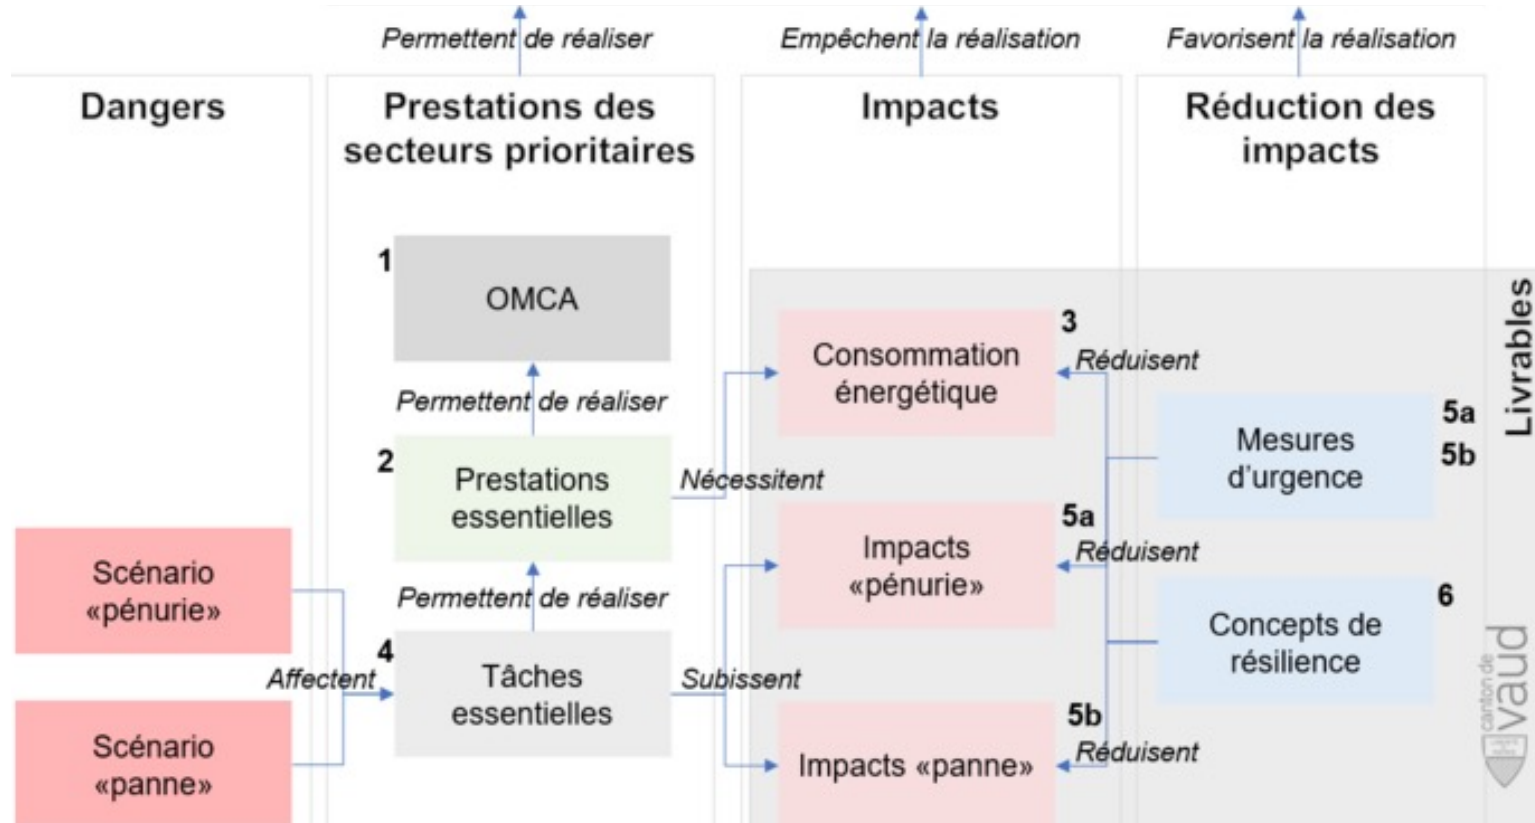 Permettent de réaliser
Empêchent la réalisation
Favorisent la réalisation
Dangers
Prestations des
secteurs prioritaires
Impacts
Réduction des
impacts
1
OMCA
Livrables
3
Consommation
énergétique
Réduisent
Permettent de réaliser
5a
5b
Mesures
d’urgence
2
Prestations
essentielles
Nécessitent
5a
Impacts
«pénurie»
Réduisent
Scénario
«pénurie»
Permettent de réaliser
6
Concepts de
résilience
4
Tâches
essentielles
Affectent
Subissent
5b
Impacts «panne»
Réduisent
Scénario
«panne»
canton de
vaud